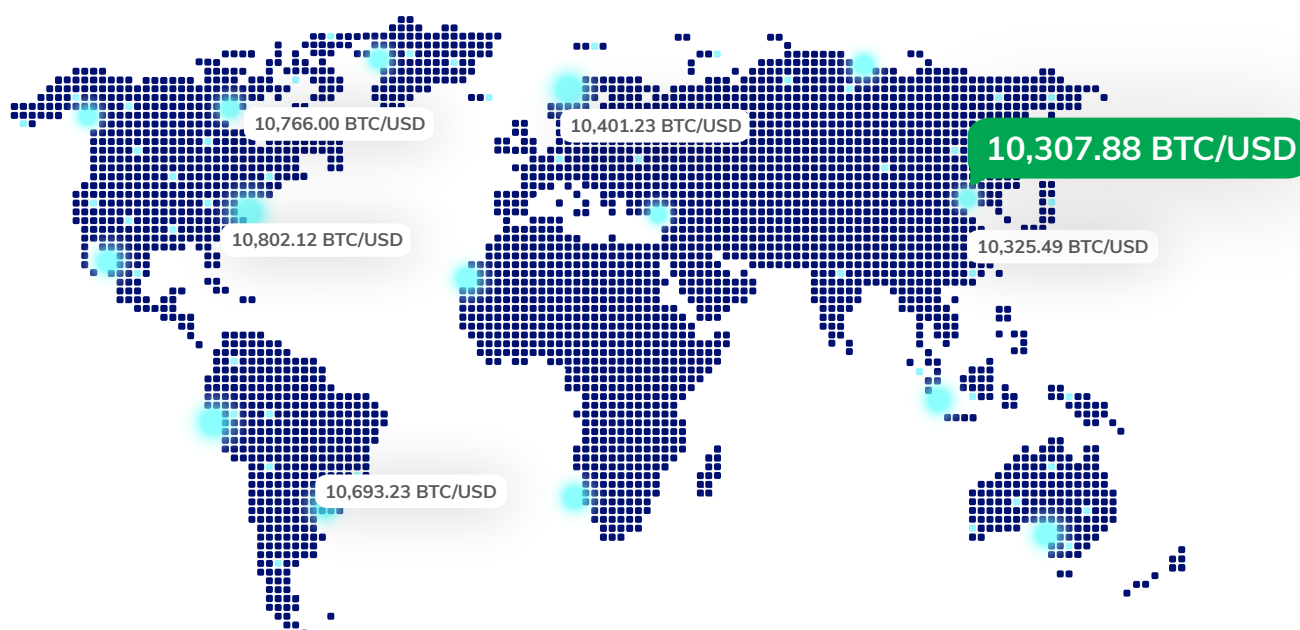 10,766.00 BTC/USD
10,401.23 BTC/USD
10,307.88 BTC/USD
10,802.12 BTC/USD
10,325.49 BTC/USD
10,693.23 BTC/USD